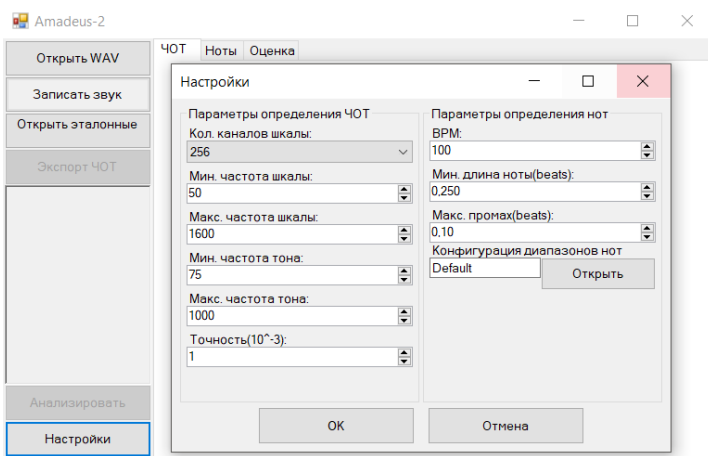 Amadeus-2
Открыть WAV
Записать звук
Открыть эталонные
Экспорт ЧОТ
Анализировать
Настройки
ЧОТ Ноты Оценка
Настройки
Параметры определения ЧОТ
Кол. каналов шкалы:
256
Мин. частота шкалы:
50
Макс. частота шкалы:
1600
Мин. частота тона:
75
Макс. частота тона:
1000
Точность(10^-3):
1
Параметры определения нот
BPM:
100
Мин. длина ноты(beats):
0,250
Макс. промах(beats):
0,10
Конфигурация диапазонов нот
Default
Открыть
OK
Отмена